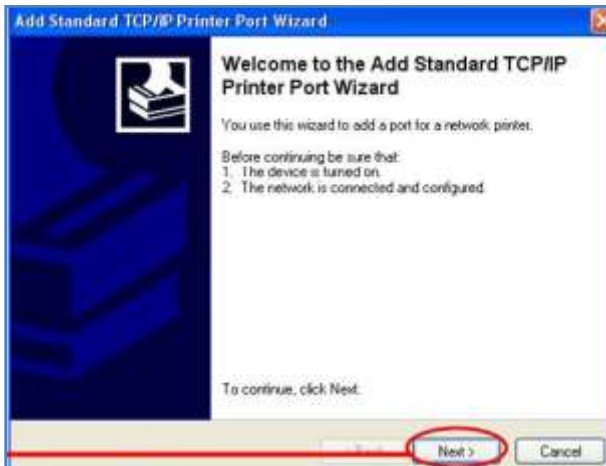 Add Standard TCP/IP Printer Port Wizard
Welcome to the Add Standard TCP/IP
Printer Port Wizard
You use this wizard to add a port for a network printer.
Before continuing be sure that:
1. The device is turned on.
2. The network is connected and configured.
To continue, click Next.
Next > Cancel